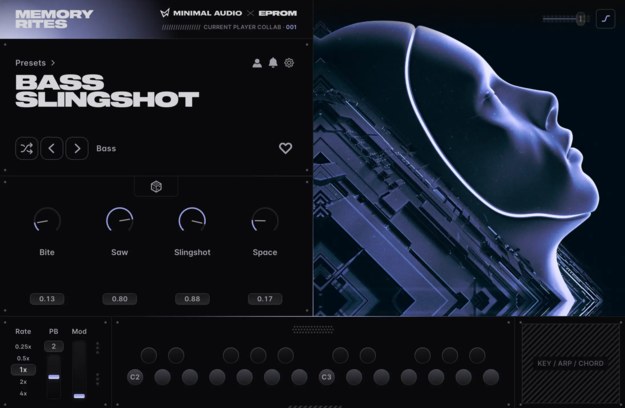 MEMORY
RITES
MINIMAL AUDIO × EPROM
CURRENT PLAYER COLLAB · 001
Presets >
BASS
SLINGSHOT
Bass
Bite Saw Slingshot Space
0.13 0.80 0.88 0.17
Rate PB Mod
0.25x 2
0.5x
1x
2x
4x
C2 C3
KEY / ARP / CHORD
1